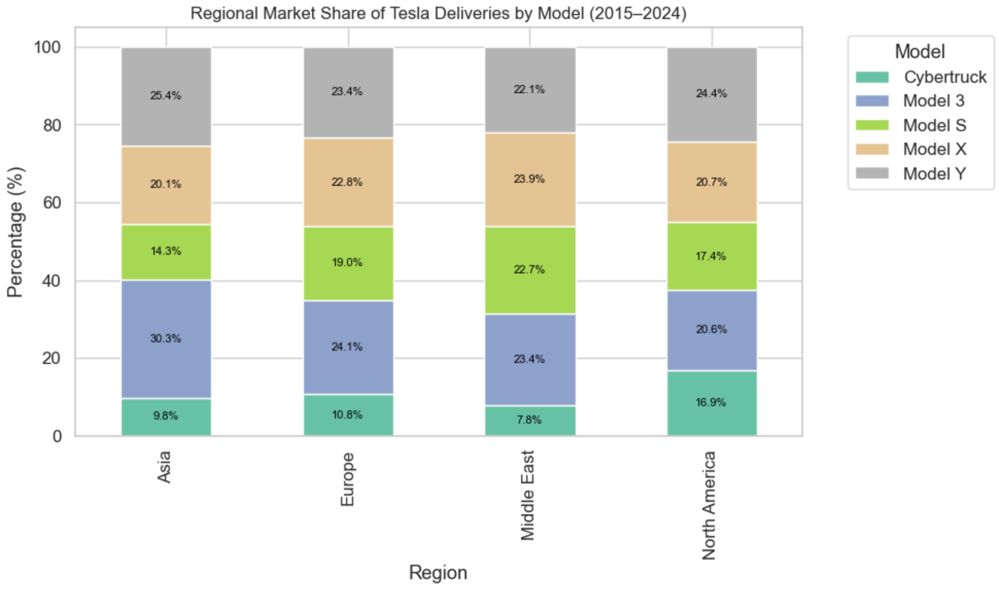 Regional Market Share of Tesla Deliveries by Model (2015–2024)
Percentage (%)
100
80
60
40
20
0
25.4%
20.1%
14.3%
30.3%
9.8%
23.4%
22.8%
19.0%
24.1%
10.8%
22.1%
23.9%
22.7%
23.4%
7.8%
24.4%
20.7%
17.4%
20.6%
16.9%
Asia
Europe
Middle East
North America
Region
Model
Cybertruck
Model 3
Model S
Model X
Model Y